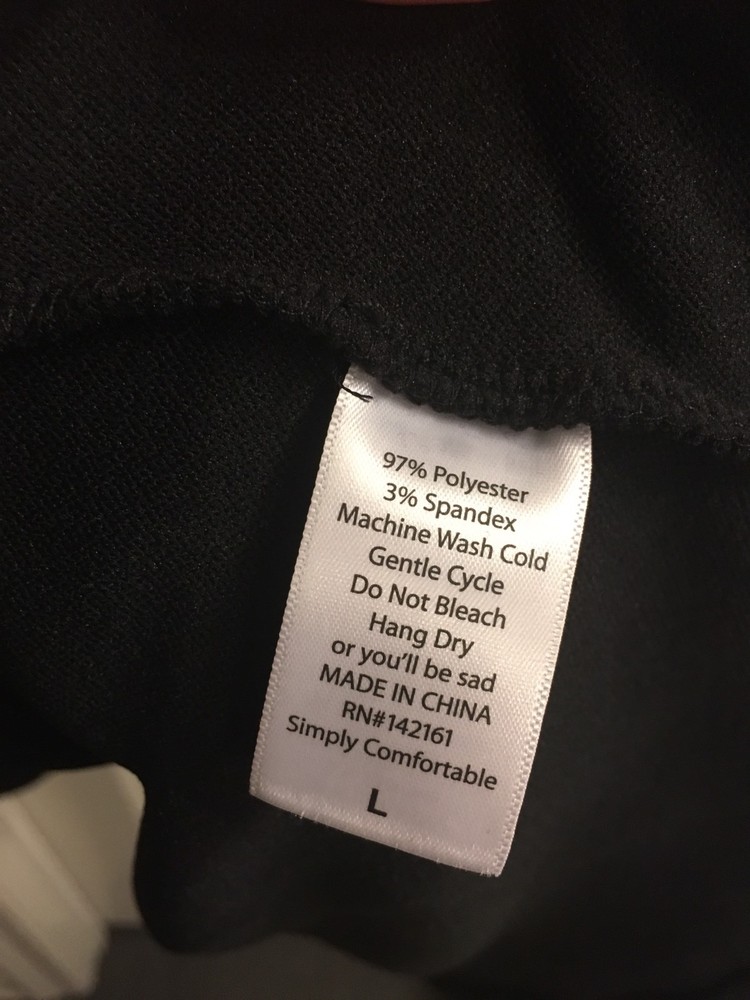 97% Polyester
3% Spandex
Machine Wash Cold
Gentle Cycle
Do Not Bleach
Hang Dry
or you'll be sad
MADE IN CHINA
RN#142161
Simply Comfortable
L